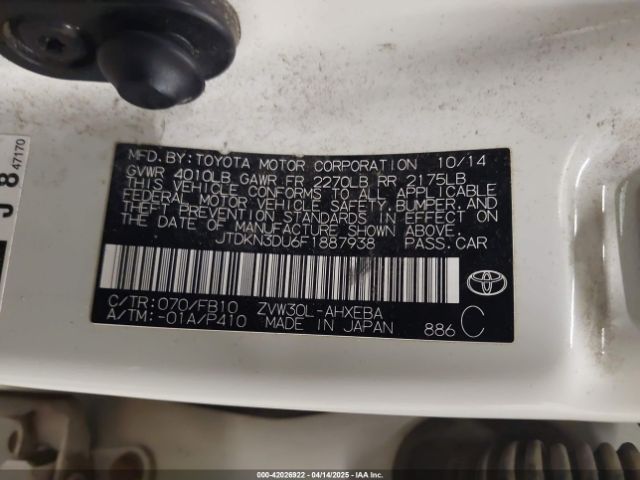 MFD. BY: TOYOTA MOTOR CORPORATION 10/14
GVWR 4010LB GAWR FR 2270LB RR 2175LB
THIS VEHICLE CONFORMS TO ALL APPLICABLE
FEDERAL MOTOR VEHICLE SAFETY, BUMPER, AND
THEFT PREVENTION STANDARDS IN EFFECT ON
THE DATE OF MANUFACTURE SHOWN ABOVE.
JTDKN3DU6F1887938 PASS. CAR
C/TR: 070/FB10 ZVW30L-AHXEBA
A/TM: -01A/P410 MADE IN JAPAN 886 C
TOYOTA
J 8 47170
000-42026922 - 04/14/2025 - IAA Inc.